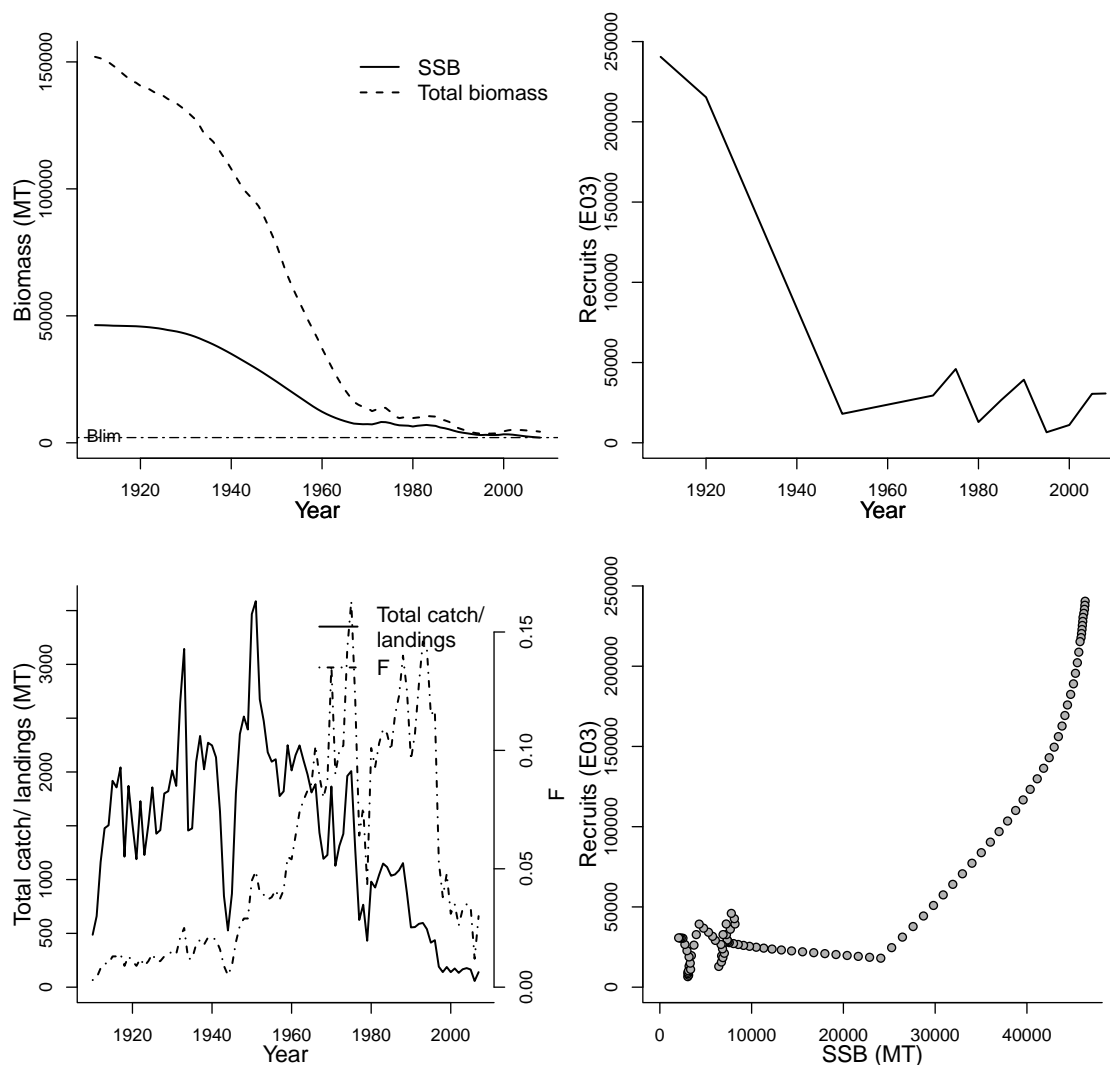 SSB
Total biomass
Biomass (MT)
0
50000
100000
150000
Blim
1920 1940 1960 1980 2000
Year
Recruits (E03)
0
50000
100000
150000
200000
250000
1920 1940 1960 1980 2000
Year
Total catch/
landings
F
Total catch/ landings (MT)
0
500
1000
2000
3000
0.00
0.05
0.10
0.15
F
1920 1940 1960 1980 2000
Year
Recruits (E03)
0
50000
100000
150000
200000
250000
0 10000 20000 30000 40000
SSB (MT)